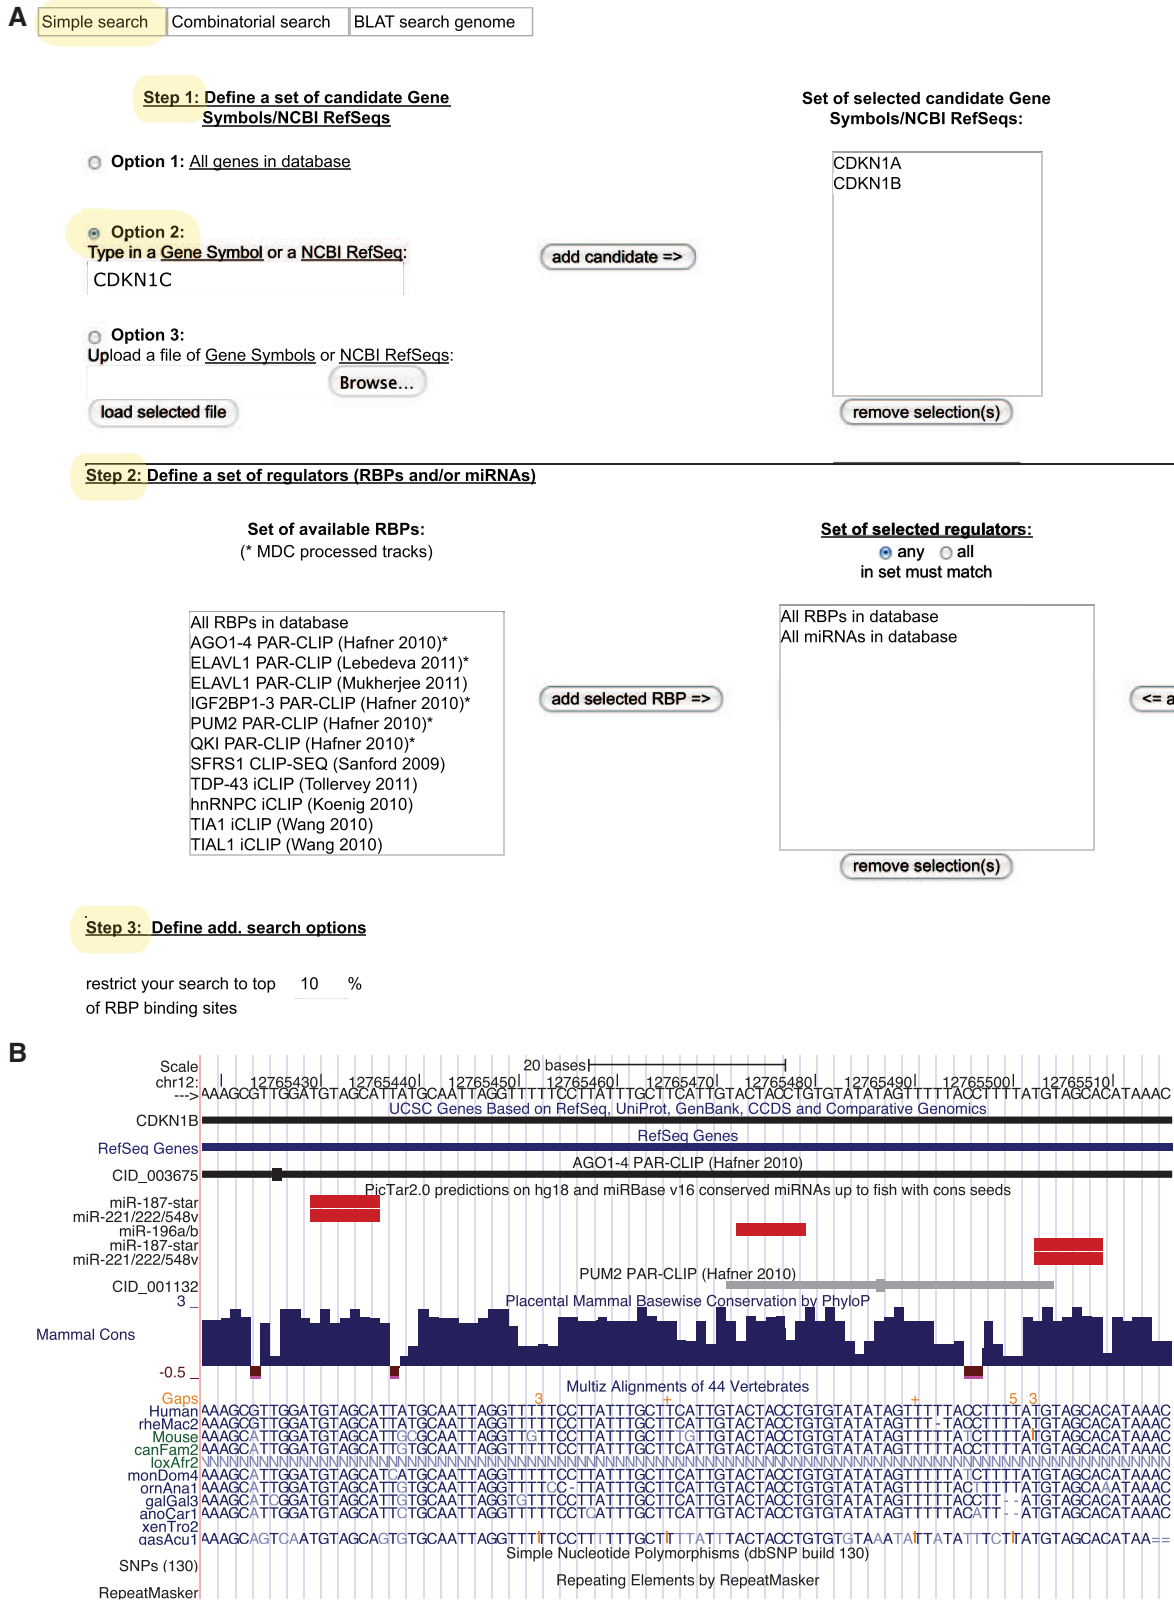 A
Simple search
Combinatorial search
BLAT search genome
Step 1: Define a set of candidate Gene
Symbols/NCBI RefSeqs
Set of selected candidate Gene
Symbols/NCBI RefSeqs:
Option 1: All genes in database
CDKN1A
CDKN1B
Option 2:
Type in a Gene Symbol or a NCBI RefSeq:
CDKN1C
add candidate =>
Option 3:
Upload a file of Gene Symbols or NCBI RefSeqs:
Browse...
load selected file
remove selection(s)
Step 2: Define a set of regulators (RBPs and/or miRNAs)
Set of available RBPs:
(* MDC processed tracks)
Set of selected regulators:
any all
in set must match
All RBPs in database
AGO1-4 PAR-CLIP (Hafner 2010)*
ELAVL1 PAR-CLIP (Lebedeva 2011)*
ELAVL1 PAR-CLIP (Mukherjee 2011)
IGF2BP1-3 PAR-CLIP (Hafner 2010)*
PUM2 PAR-CLIP (Hafner 2010)*
QKI PAR-CLIP (Hafner 2010)*
SFRS1 CLIP-SEQ (Sanford 2009)
TDP-43 iCLIP (Tollervey 2011)
hnRNPC iCLIP (Koenig 2010)
TIA1 iCLIP (Wang 2010)
TIAL1 iCLIP (Wang 2010)
add selected RBP =>
All RBPs in database
All miRNAs in database
<= a
remove selection(s)
Step 3: Define add. search options
restrict your search to top 10 %
of RBP binding sites
B
Scale 20 bases
chr12: 12765430 12765440 12765450 12765460 12765470 12765480 12765490 12765500 12765510
---> AAAGCGTTGGATGTAGCATTATGCAATTAGGTTTTTCCTTATTTGCTTCATTGTACTACCTGTGTATATAGTTTTTACCTTTTATGTAGCACATAAAC
UCSC Genes Based on RefSeq, UniProt, GenBank, CCDS and Comparative Genomics
CDKN1B
RefSeq Genes
RefSeq Genes
AGO1-4 PAR-CLIP (Hafner 2010)
CID_003675
PicTar2.0 predictions on hg18 and miRBase v16 conserved miRNAs up to fish with cons seeds
miR-187-star
miR-221/222/548v
miR-196a/b
miR-187-star
miR-221/222/548v
PUM2 PAR-CLIP (Hafner 2010)
CID_001132
3
Placental Mammal Basewise Conservation by PhyloP
Mammal Cons
-0.5
Multiz Alignments of 44 Vertebrates
Gaps 3 + + 5 3
Human AAAGCGTTGGATGTAGCATTATGCAATTAGGTTTTTCCTTATTTGCTTCATTGTACTACCTGTGTATATAGTTTTTACCTTTTATGTAGCACATAAAC
rheMac2
Mouse
canFam2
loxAfr2
monDom4
ornAna1
galGal3
anoCar1
xenTro2
gasAcu1
Simple Nucleotide Polymorphisms (dbSNP build 130)
SNPs (130)
Repeating Elements by RepeatMasker
RepeatMasker